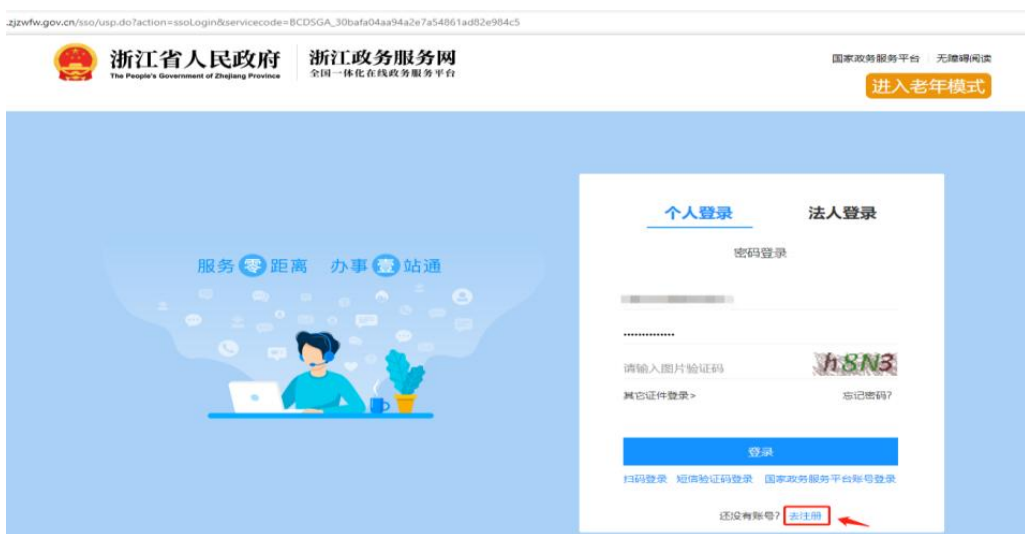 .zjzwfw.gov.cn/sso/usp.do?action=ssoLogin&servicecode=BCDSGA_30bafa04aa94a2e7a54861ad82e984c5
浙江省人民政府
The People's Government of Zhejiang Province
浙江政务服务网
全国一体化在线政务服务平台
国家政务服务平台 无障碍阅读
进入老年模式
服务零距离 办事壹站通
个人登录 法人登录
密码登录
请输入图片验证码 h8N3
其它证件登录> 忘记密码?
登录
扫码登录 短信验证码登录 国家政务服务平台账号登录
还没有账号? 去注册